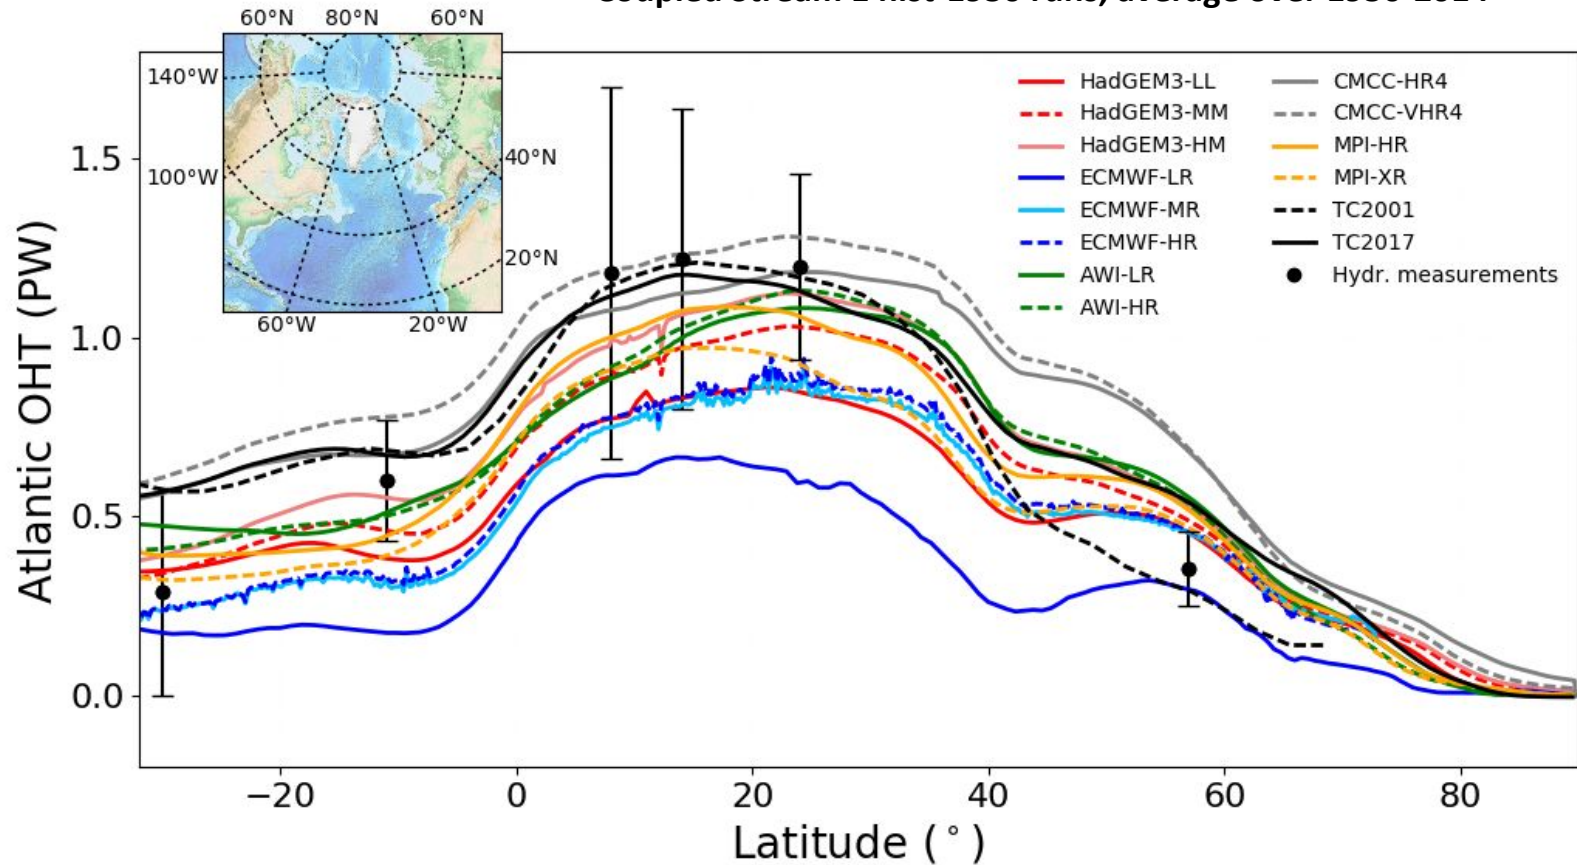 60°N 80°N 60°N
140°W
100°W
40°N
20°N
60°W 20°W
Atlantic OHT (PW)
1.5
1.0
0.5
0.0
HadGEM3-LL
HadGEM3-MM
HadGEM3-HM
ECMWF-LR
ECMWF-MR
ECMWF-HR
AWI-LR
AWI-HR
CMCC-HR4
CMCC-VHR4
MPI-HR
MPI-XR
TC2001
TC2017
Hydr. measurements
−20 0 20 40 60 80
Latitude (°)